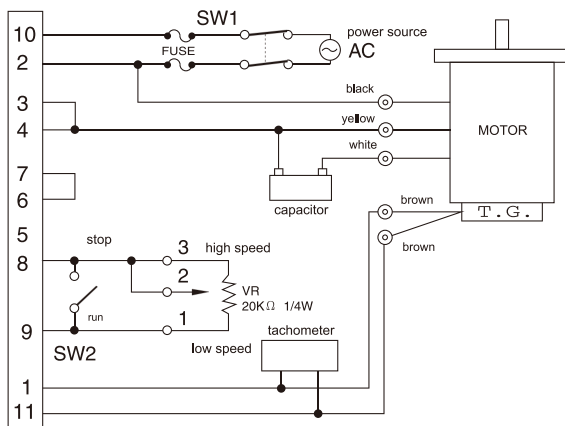 10
SW1
power source
FUSE
AC
2
black
3
yellow
4
MOTOR
white
7
capacitor
6
brown
T.G.
5
stop
3
high speed
brown
8
2
VR
20KΩ 1/4W
run
1
9
SW2
low speed
tachometer
1
11